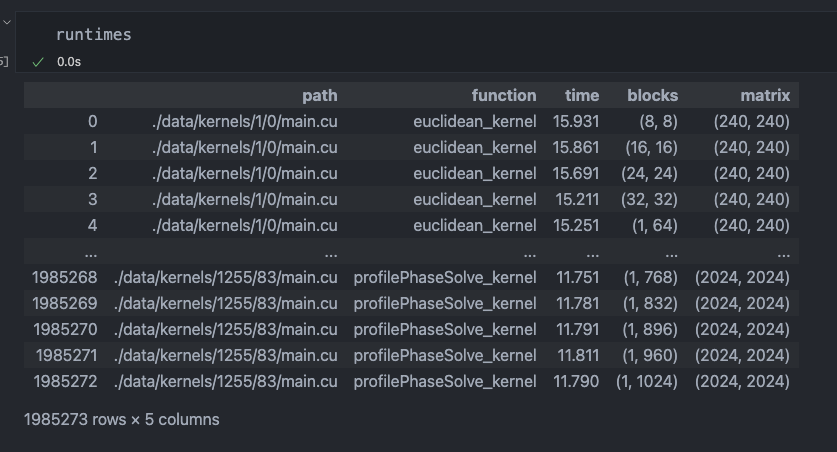 runtimes
5] ✓ 0.0s
path function time blocks matrix
0 ./data/kernels/1/0/main.cu euclidean_kernel 15.931 (8, 8) (240, 240)
1 ./data/kernels/1/0/main.cu euclidean_kernel 15.861 (16, 16) (240, 240)
2 ./data/kernels/1/0/main.cu euclidean_kernel 15.691 (24, 24) (240, 240)
3 ./data/kernels/1/0/main.cu euclidean_kernel 15.211 (32, 32) (240, 240)
4 ./data/kernels/1/0/main.cu euclidean_kernel 15.251 (1, 64) (240, 240)
... ... ... ... ... ...
1985268 ./data/kernels/1255/83/main.cu profilePhaseSolve_kernel 11.751 (1, 768) (2024, 2024)
1985269 ./data/kernels/1255/83/main.cu profilePhaseSolve_kernel 11.781 (1, 832) (2024, 2024)
1985270 ./data/kernels/1255/83/main.cu profilePhaseSolve_kernel 11.791 (1, 896) (2024, 2024)
1985271 ./data/kernels/1255/83/main.cu profilePhaseSolve_kernel 11.811 (1, 960) (2024, 2024)
1985272 ./data/kernels/1255/83/main.cu profilePhaseSolve_kernel 11.790 (1, 1024) (2024, 2024)
1985273 rows × 5 columns